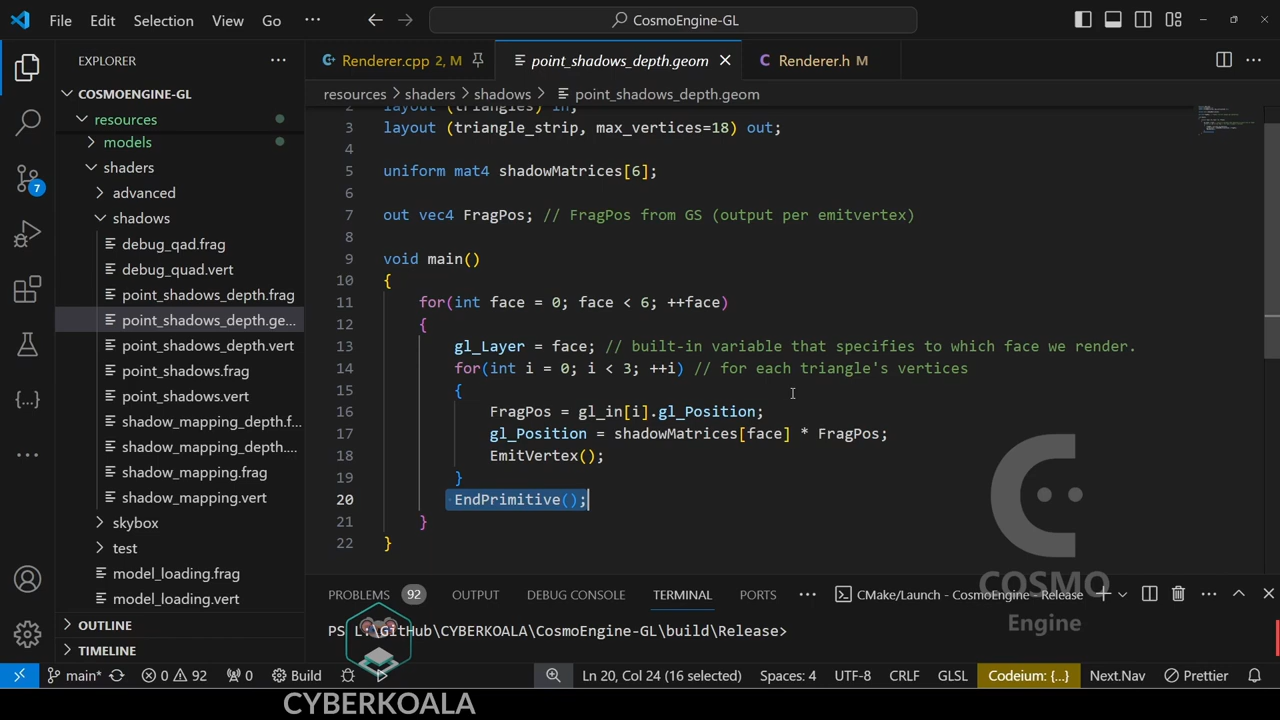 File Edit Selection View Go ··· CosmoEngine-GL
EXPLORER ···
Renderer.cpp 2, M
point_shadows_depth.geom
Renderer.h M
COSMOENGINE-GL
resources
models
shaders
advanced
shadows
debug_qad.frag
debug_quad.vert
point_shadows_depth.frag
point_shadows_depth.ge...
point_shadows_depth.vert
point_shadows.frag
point_shadows.vert
shadow_mapping_depth.f...
shadow_mapping_depth....
shadow_mapping.frag
shadow_mapping.vert
skybox
test
model_loading.frag
model_loading.vert
OUTLINE
TIMELINE
7
resources > shaders > shadows > point_shadows_depth.geom
2 layout (triangles) in;
3 layout (triangle_strip, max_vertices=18) out;
4
5 uniform mat4 shadowMatrices[6];
6
7 out vec4 FragPos; // FragPos from GS (output per emitvertex)
8
9 void main()
10 {
11 for(int face = 0; face < 6; ++face)
12 {
13 gl_Layer = face; // built-in variable that specifies to which face we render.
14 for(int i = 0; i < 3; ++i) // for each triangle's vertices
15 {
16 FragPos = gl_in[i].gl_Position;
17 gl_Position = shadowMatrices[face] * FragPos;
18 EmitVertex();
19 }
20 EndPrimitive();
21 }
22 }
COSMO
Engine
PROBLEMS 92 OUTPUT DEBUG CONSOLE TERMINAL PORTS ··· CMake/Launch - CosmoEngine - Release
PS L:\GitHub\CYBERKOALA\CosmoEngine-GL\build\Release>
main* 0 92 0 Build Ln 20, Col 24 (16 selected) Spaces: 4 UTF-8 CRLF GLSL Codeium: {...} Next.Nav Prettier
CYBERKOALA